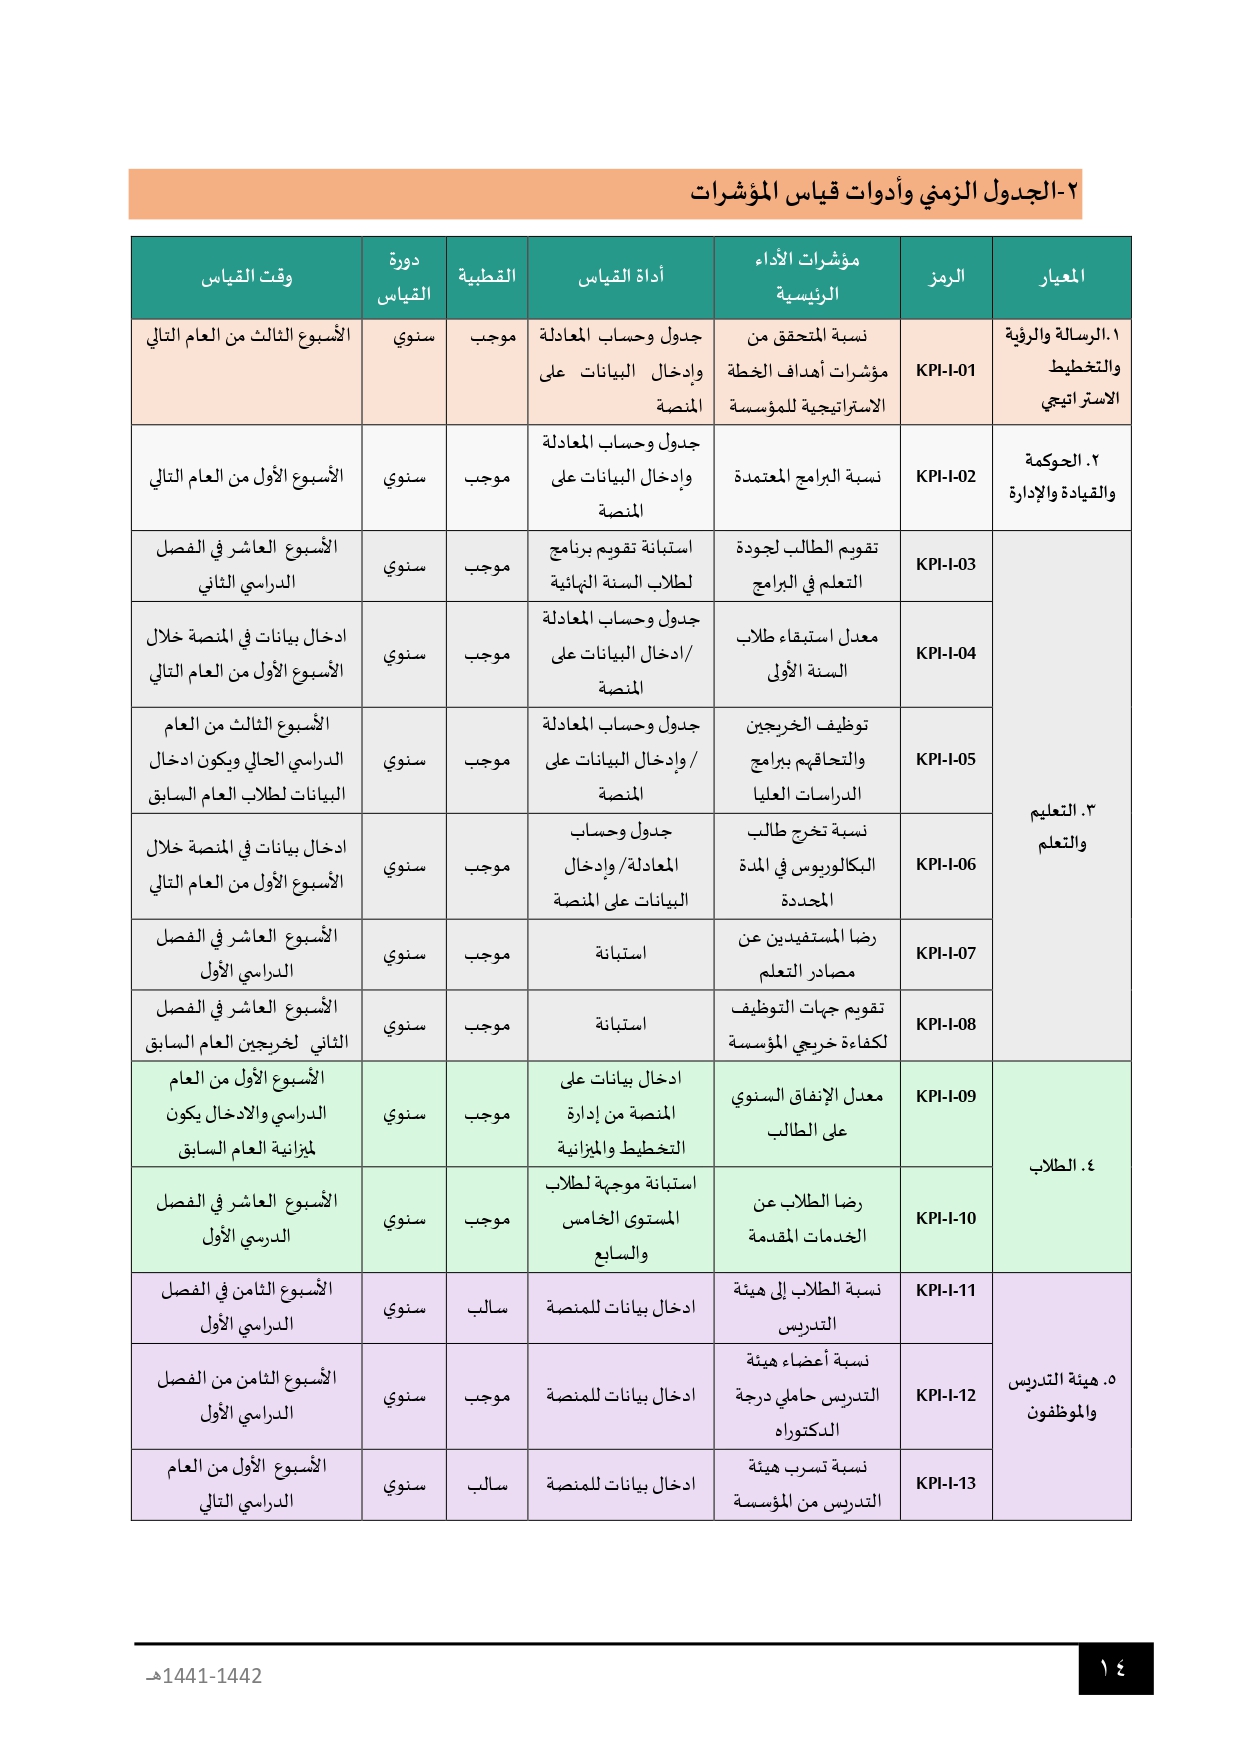 ٢-الجدول الزمني وأدوات قياس المؤشرات
المعيار
الرمز
مؤشرات الأداء
الرئيسية
أداة القياس
القطبية
دورة
القياس
وقت القياس
١.الرسالة والرؤية
والتخطيط
الاستراتيجي
KPI-I-01
نسبة المتحقق من
مؤشرات أهداف الخطة
الاستراتيجية للمؤسسة
جدول وحساب المعادلة
وإدخال البيانات على
المنصة
موجب
سنوي
الأسبوع الثالث من العام التالي
٢. الحوكمة
والقيادة والإدارة
KPI-I-02
نسبة البرامج المعتمدة
جدول وحساب المعادلة
وإدخال البيانات على
المنصة
موجب
سنوي
الأسبوع الأول من العام التالي
٣. التعليم
والتعلم
KPI-I-03
تقويم الطالب لجودة
التعلم في البرامج
استبانة تقويم برنامج
لطلاب السنة النهائية
موجب
سنوي
الأسبوع العاشر في الفصل
الدراسي الثاني
KPI-I-04
معدل استبقاء طلاب
السنة الأولى
جدول وحساب المعادلة
/ادخال البيانات على
المنصة
موجب
سنوي
ادخال بيانات في المنصة خلال
الأسبوع الأول من العام التالي
KPI-I-05
توظيف الخريجين
والتحاقهم ببرامج
الدراسات العليا
جدول وحساب المعادلة
/ وإدخال البيانات على
المنصة
موجب
سنوي
الأسبوع الثالث من العام
الدراسي الحالي ويكون ادخال
البيانات لطلاب العام السابق
KPI-I-06
نسبة تخرج طالب
البكالوريوس في المدة
المحددة
جدول وحساب
المعادلة/ وإدخال
البيانات على المنصة
موجب
سنوي
ادخال بيانات في المنصة خلال
الأسبوع الأول من العام التالي
KPI-I-07
رضا المستفيدين عن
مصادر التعلم
استبانة
موجب
سنوي
الأسبوع العاشر في الفصل
الدراسي الأول
KPI-I-08
تقويم جهات التوظيف
لكفاءة خريجي المؤسسة
استبانة
موجب
سنوي
الأسبوع العاشر في الفصل
الثاني لخريجين العام السابق
٤. الطلاب
KPI-I-09
معدل الإنفاق السنوي
على الطالب
ادخال بيانات على
المنصة من إدارة
التخطيط والميزانية
موجب
سنوي
الأسبوع الأول من العام
الدراسي والادخال يكون
لميزانية العام السابق
KPI-I-10
رضا الطلاب عن
الخدمات المقدمة
استبانة موجهة لطلاب
المستوى الخامس
والسابع
موجب
سنوي
الأسبوع العاشر في الفصل
الدرسي الأول
٥. هيئة التدريس
والموظفون
KPI-I-11
نسبة الطلاب إلى هيئة
التدريس
ادخال بيانات للمنصة
سالب
سنوي
الأسبوع الثامن في الفصل
الدراسي الأول
KPI-I-12
نسبة أعضاء هيئة
التدريس حاملي درجة
الدكتوراه
ادخال بيانات للمنصة
موجب
سنوي
الأسبوع الثامن من الفصل
الدراسي الأول
KPI-I-13
نسبة تسرب هيئة
التدريس من المؤسسة
ادخال بيانات للمنصة
سالب
سنوي
الأسبوع الأول من العام
الدراسي التالي
١٤
1441-1442هـ